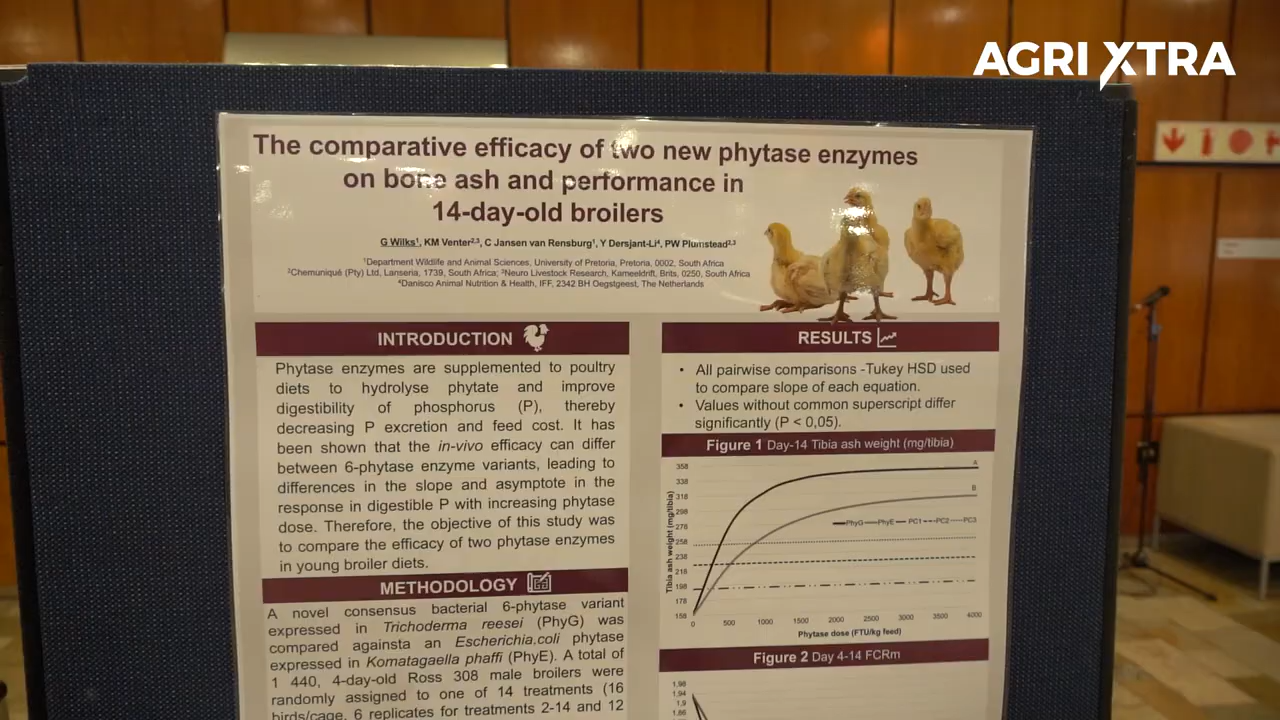 AGRI XTRA
The comparative efficacy of two new phytase enzymes
on bone ash and performance in
14-day-old broilers
G Wilks¹, KM Venter²,³, C Jansen van Rensburg¹, Y Dersjant-Li⁴, PW Plumstead²,³
¹Department Wildlife and Animal Sciences, University of Pretoria, Pretoria, 0002, South Africa
²Chemuniqué (Pty) Ltd, Lanseria, 1739, South Africa; ³Neuro Livestock Research, Kameeldrift, Brits, 0250, South Africa
⁴Danisco Animal Nutrition & Health, IFF, 2342 BH Oegstgeest, The Netherlands
INTRODUCTION
Phytase enzymes are supplemented to poultry
diets to hydrolyse phytate and improve
digestibility of phosphorus (P), thereby
decreasing P excretion and feed cost. It has
been shown that the in-vivo efficacy can differ
between 6-phytase enzyme variants, leading to
differences in the slope and asymptote in the
response in digestible P with increasing phytase
dose. Therefore, the objective of this study was
to compare the efficacy of two phytase enzymes
in young broiler diets.
METHODOLOGY
A novel consensus bacterial 6-phytase variant
expressed in Trichoderma reesei (PhyG) was
compared againsta an Escherichia.coli phytase
expressed in Komatagaella phaffi (PhyE). A total of
1 440, 4-day-old Ross 308 male broilers were
randomly assigned to one of 14 treatments (16
birds/cage, 6 replicates for treatments 2-14 and 12
RESULTS
• All pairwise comparisons -Tukey HSD used
to compare slope of each equation.
• Values without common superscript differ
significantly (P < 0,05).
Figure 1 Day-14 Tibia ash weight (mg/tibia)
Tibia ash weight (mg/tibia)
358
338
318
298
278
258
238
218
198
178
158
A
B
PhyG PhyE PC1 PC2 PC3
0 500 1000 1500 2000 2500 3000 3500 4000
Phytase dose (FTU/kg feed)
Figure 2 Day 4-14 FCRm
1,98
1,94
1,9
1,86